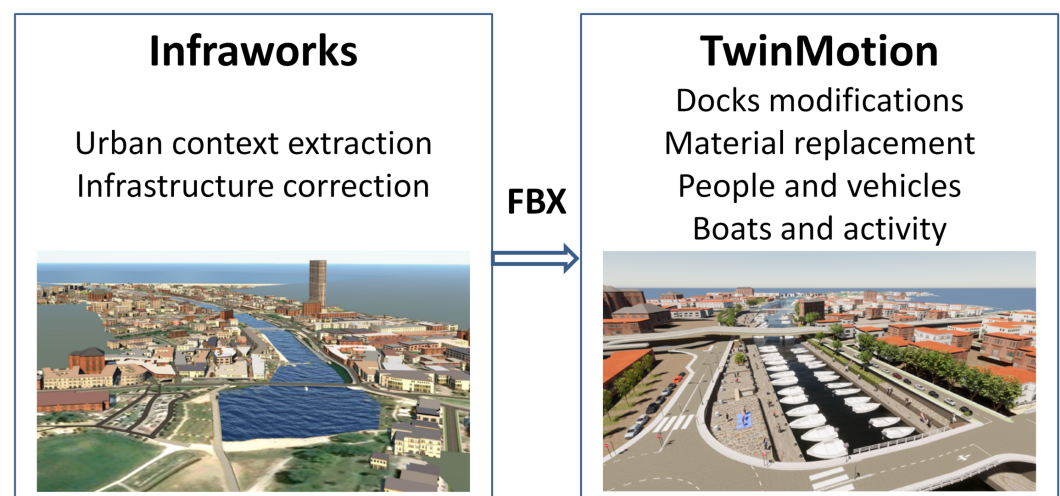 Infraworks
Urban context extraction
Infrastructure correction
FBX
TwinMotion
Docks modifications
Material replacement
People and vehicles
Boats and activity